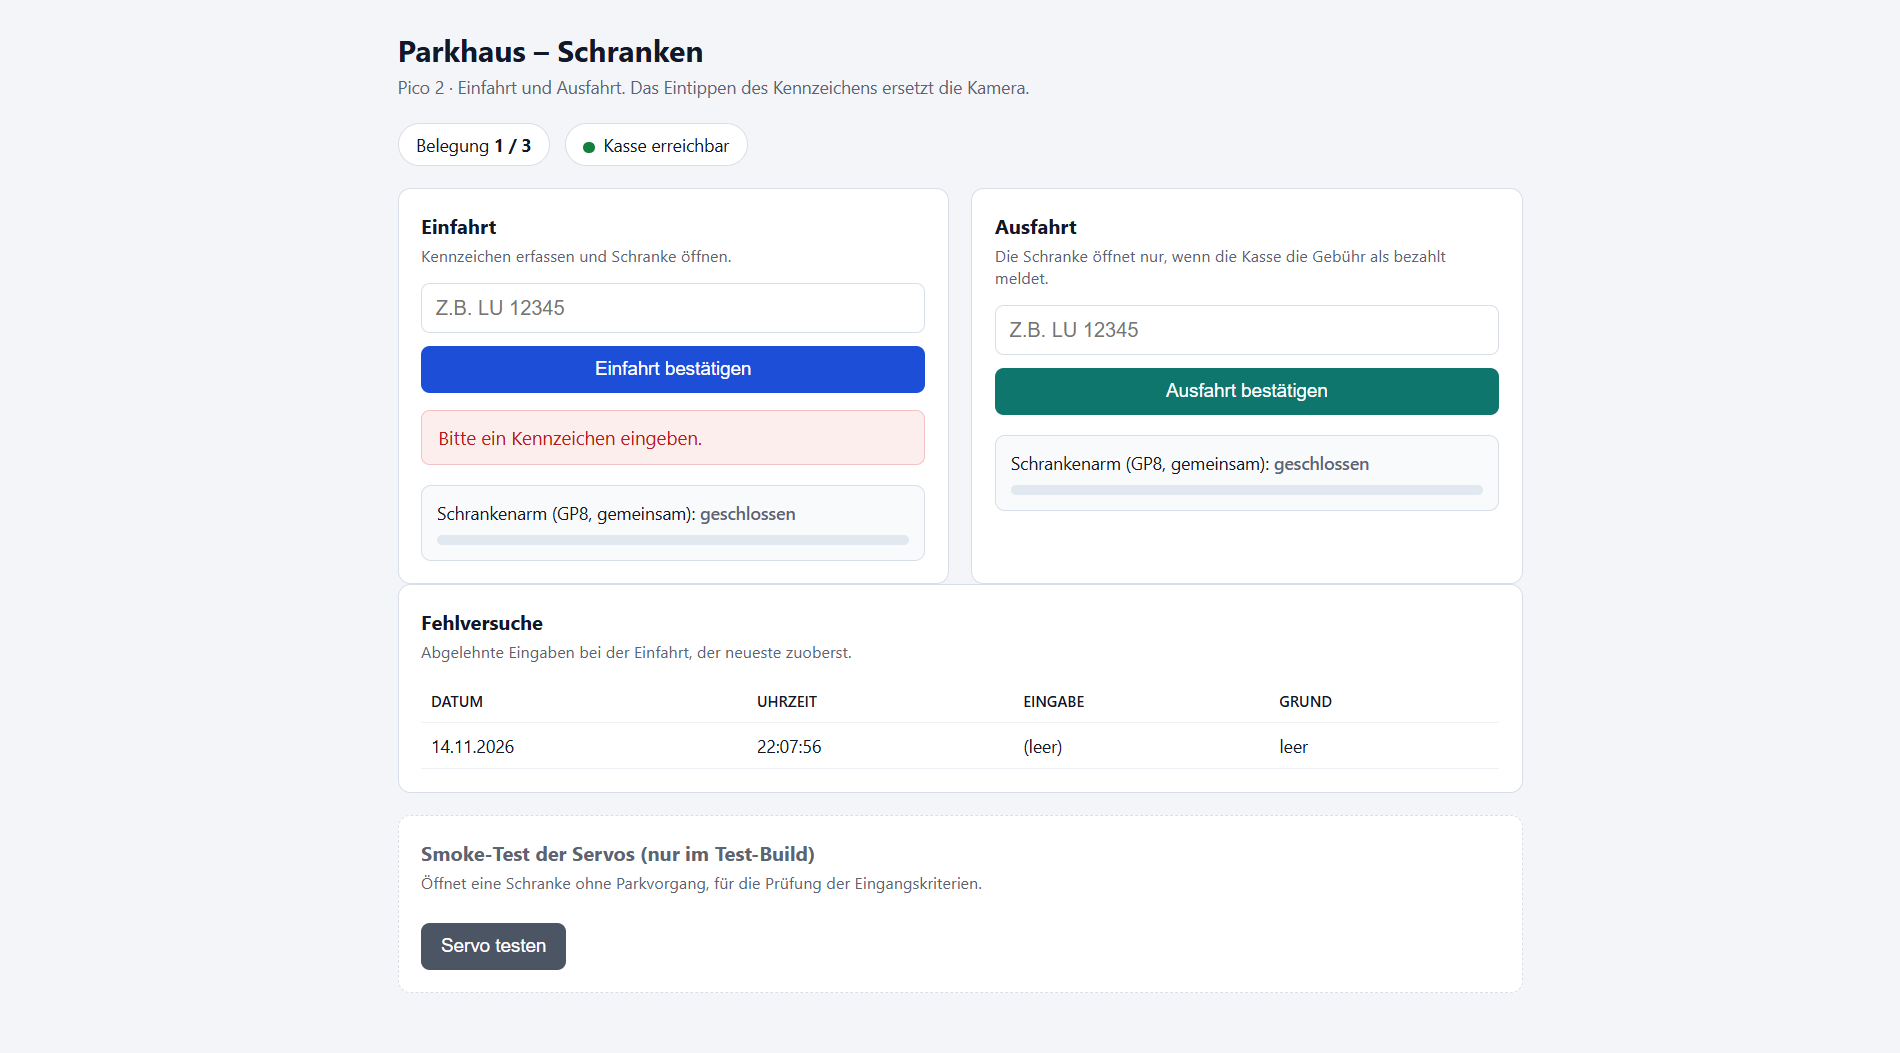 Parkhaus – Schranken
Pico 2 · Einfahrt und Ausfahrt. Das Eintippen des Kennzeichens ersetzt die Kamera.
Belegung 1 / 3
Kasse erreichbar
Einfahrt
Kennzeichen erfassen und Schranke öffnen.
Z.B. LU 12345
Einfahrt bestätigen
Bitte ein Kennzeichen eingeben.
Schrankenarm (GP8, gemeinsam): geschlossen
Ausfahrt
Die Schranke öffnet nur, wenn die Kasse die Gebühr als bezahlt
meldet.
Z.B. LU 12345
Ausfahrt bestätigen
Schrankenarm (GP8, gemeinsam): geschlossen
Fehlversuche
Abgelehnte Eingaben bei der Einfahrt, der neueste zuoberst.
DATUM UHRZEIT EINGABE GRUND
14.11.2026 22:07:56 (leer) leer
Smoke-Test der Servos (nur im Test-Build)
Öffnet eine Schranke ohne Parkvorgang, für die Prüfung der Eingangskriterien.
Servo testen